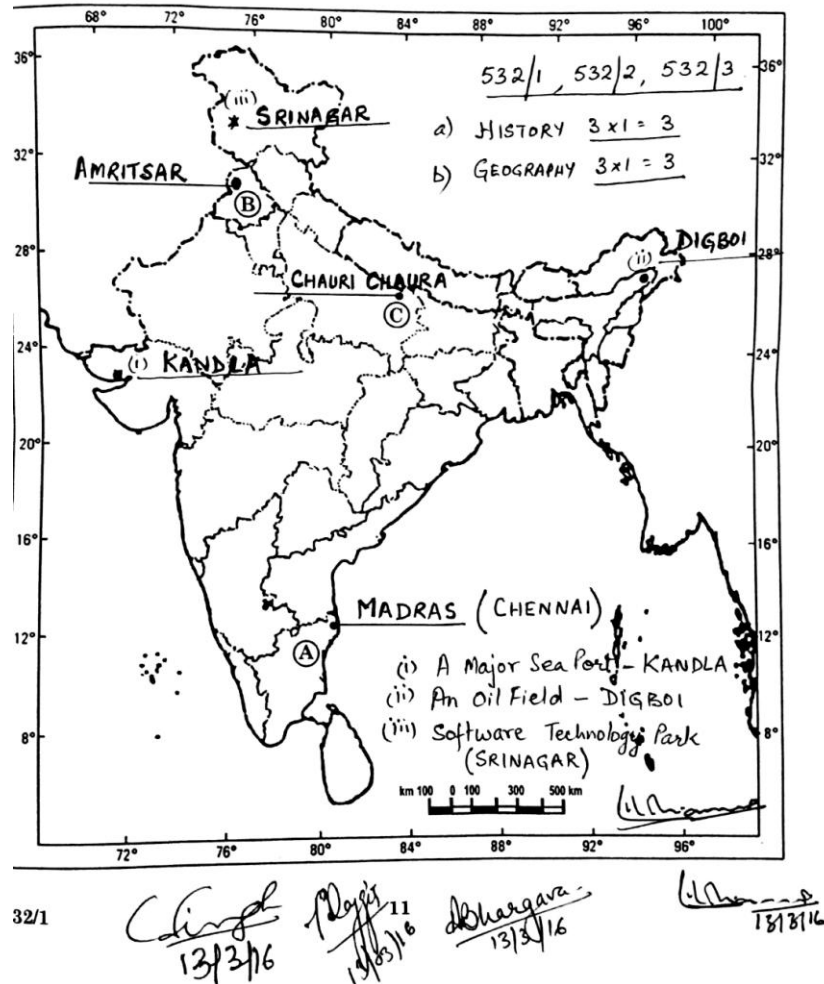 68° 72° 76° 80° 84° 88° 92° 96° 100°
36° 36°
532/1, 532/2, 532/3
(iii)
SRINAGAR
a) HISTORY 3 x 1 = 3
32° 32°
AMRITSAR
b) GEOGRAPHY 3 x 1 = 3
B
DIGBOI
28° 28°
(ii)
CHAURI CHAURA
C
24° (i) KANDLA 24°
20° 20°
16° 16°
MADRAS (CHENNAI)
12° 12°
A
(i) A Major Sea Port - KANDLA
(ii) An Oil Field - DIGBOI
8° (iii) Software Technology Park 8°
(SRINAGAR)
km 100 0 100 300 500 km
72° 76° 80° 84° 88° 92° 96°
32/1 11 Bhargava
13/3/16 13/03/16 13/3/16 13/3/16